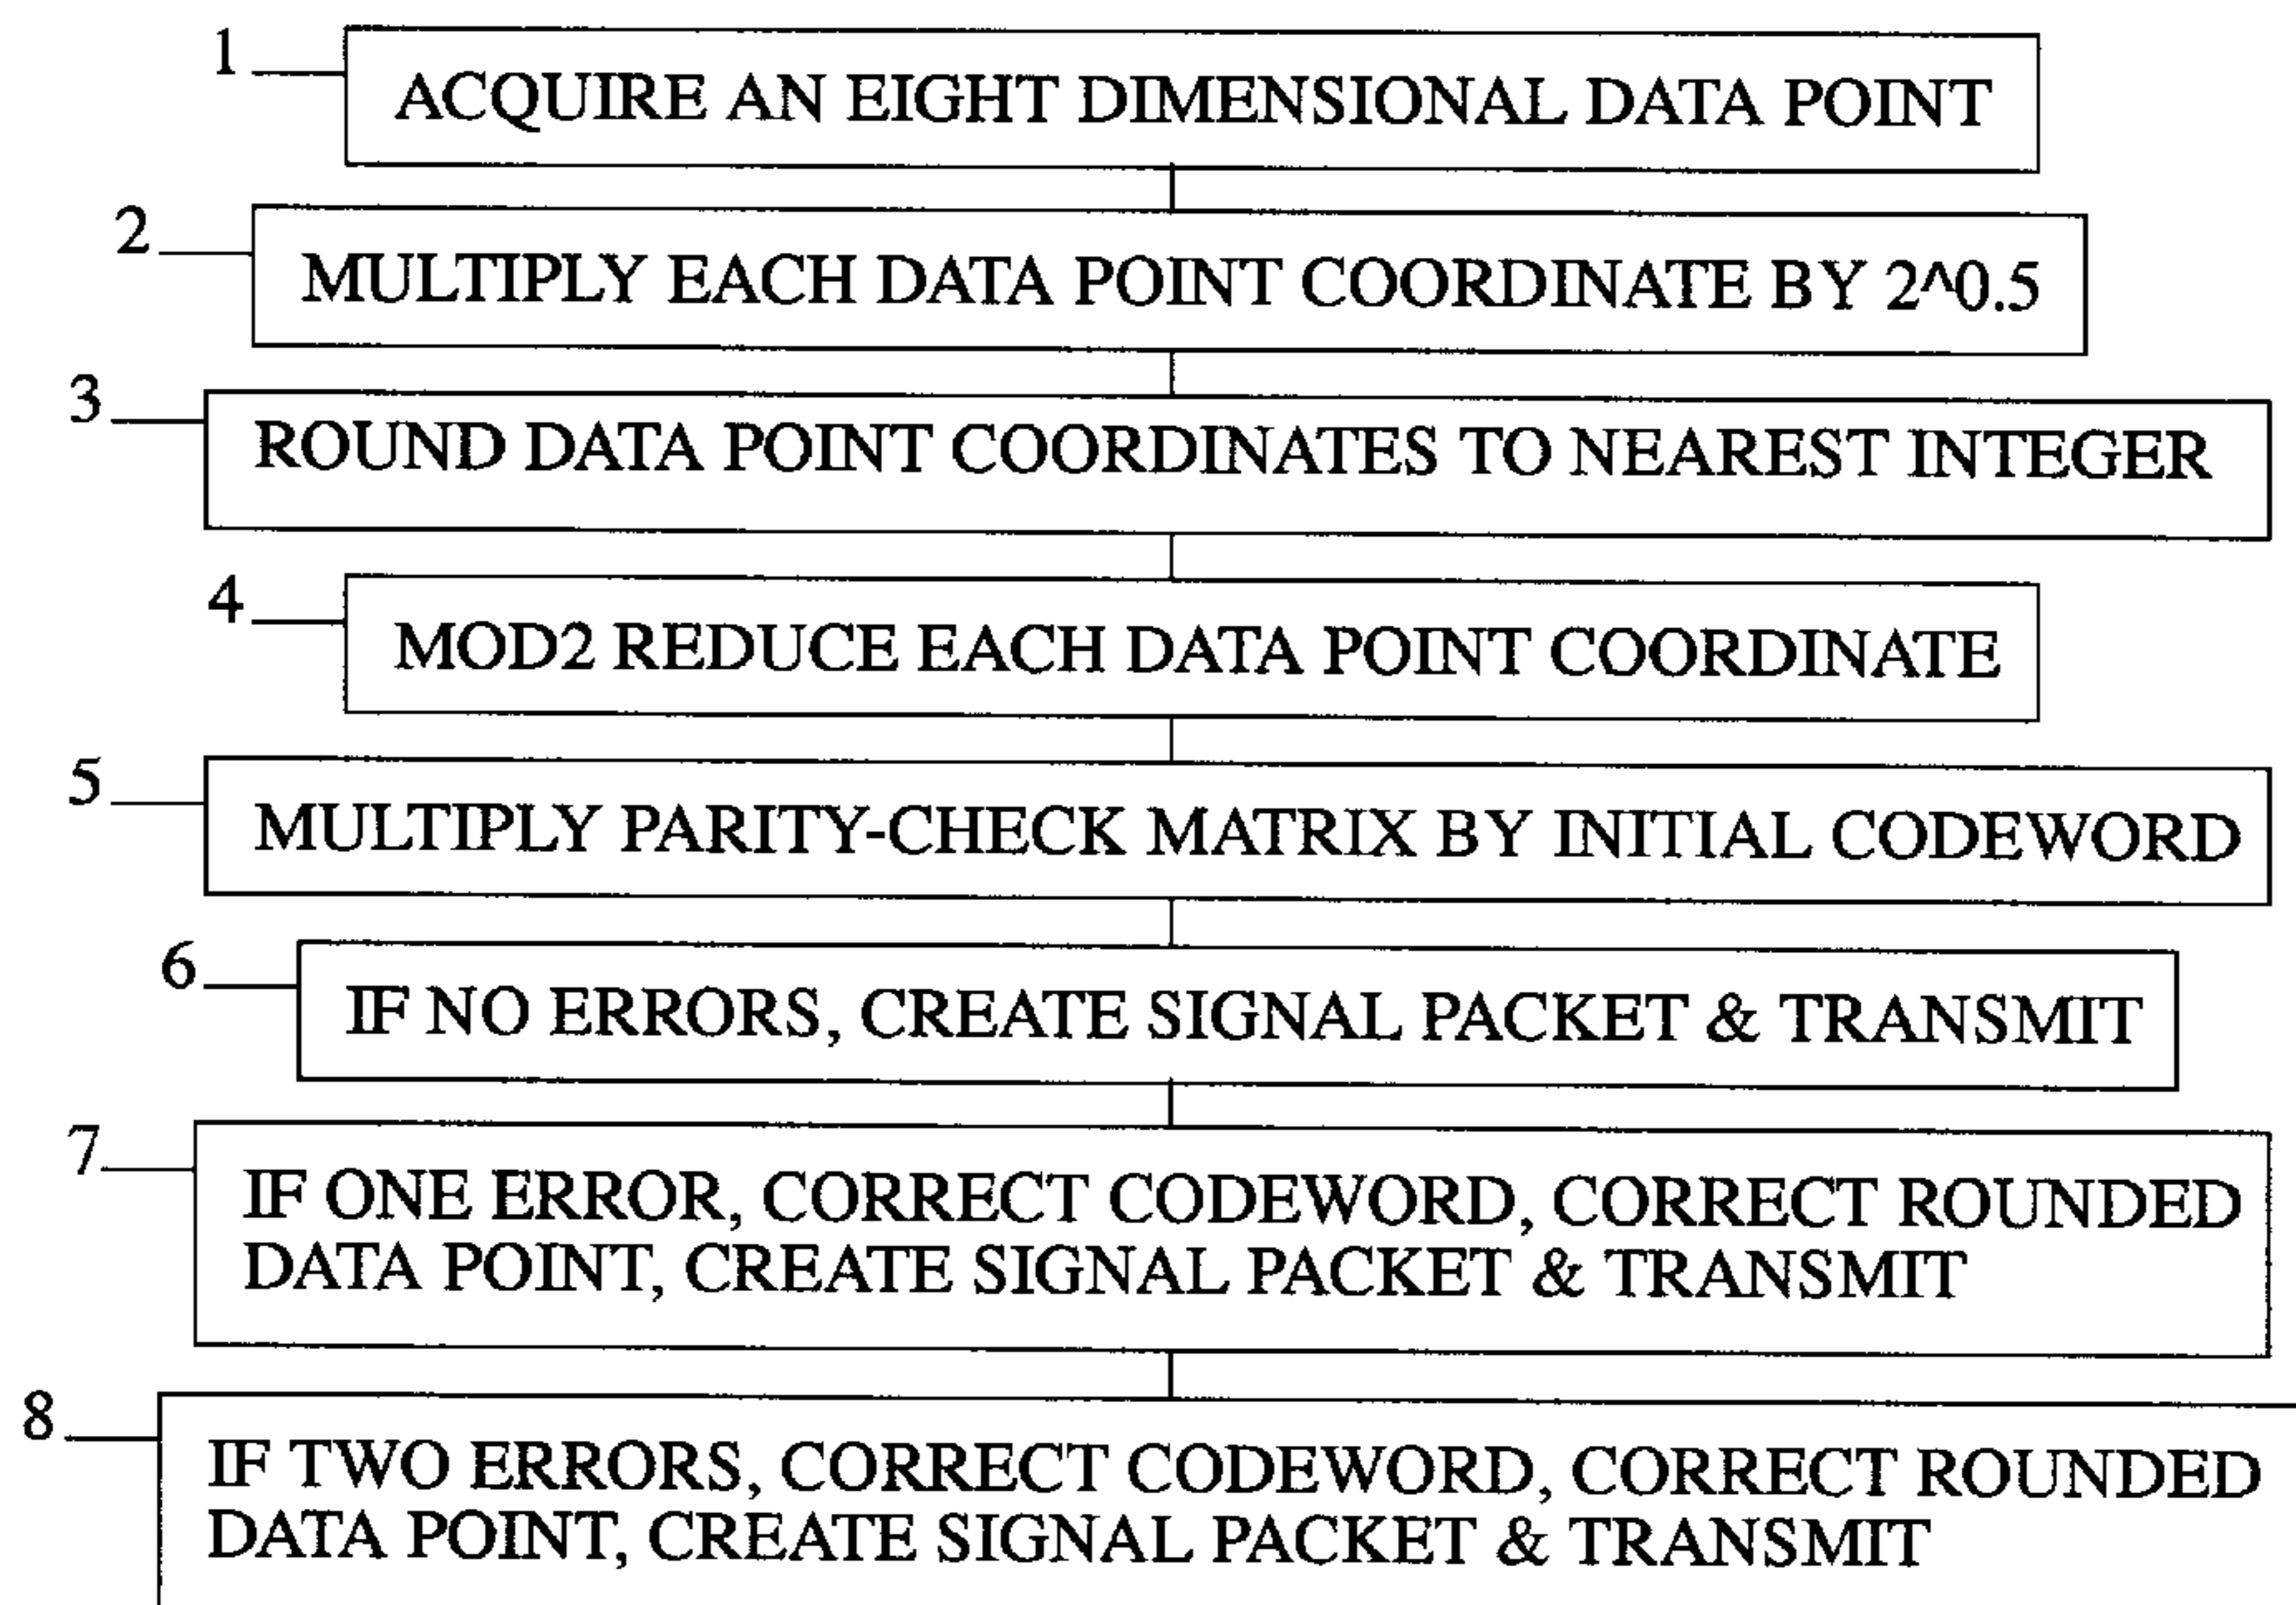 1
ACQUIRE AN EIGHT DIMENSIONAL DATA POINT
2
MULTIPLY EACH DATA POINT COORDINATE BY 2^0.5
3
ROUND DATA POINT COORDINATES TO NEAREST INTEGER
4
MOD2 REDUCE EACH DATA POINT COORDINATE
5
MULTIPLY PARITY-CHECK MATRIX BY INITIAL CODEWORD
6
IF NO ERRORS, CREATE SIGNAL PACKET & TRANSMIT
7
IF ONE ERROR, CORRECT CODEWORD, CORRECT ROUNDED
DATA POINT, CREATE SIGNAL PACKET & TRANSMIT
8
IF TWO ERRORS, CORRECT CODEWORD, CORRECT ROUNDED
DATA POINT, CREATE SIGNAL PACKET & TRANSMIT